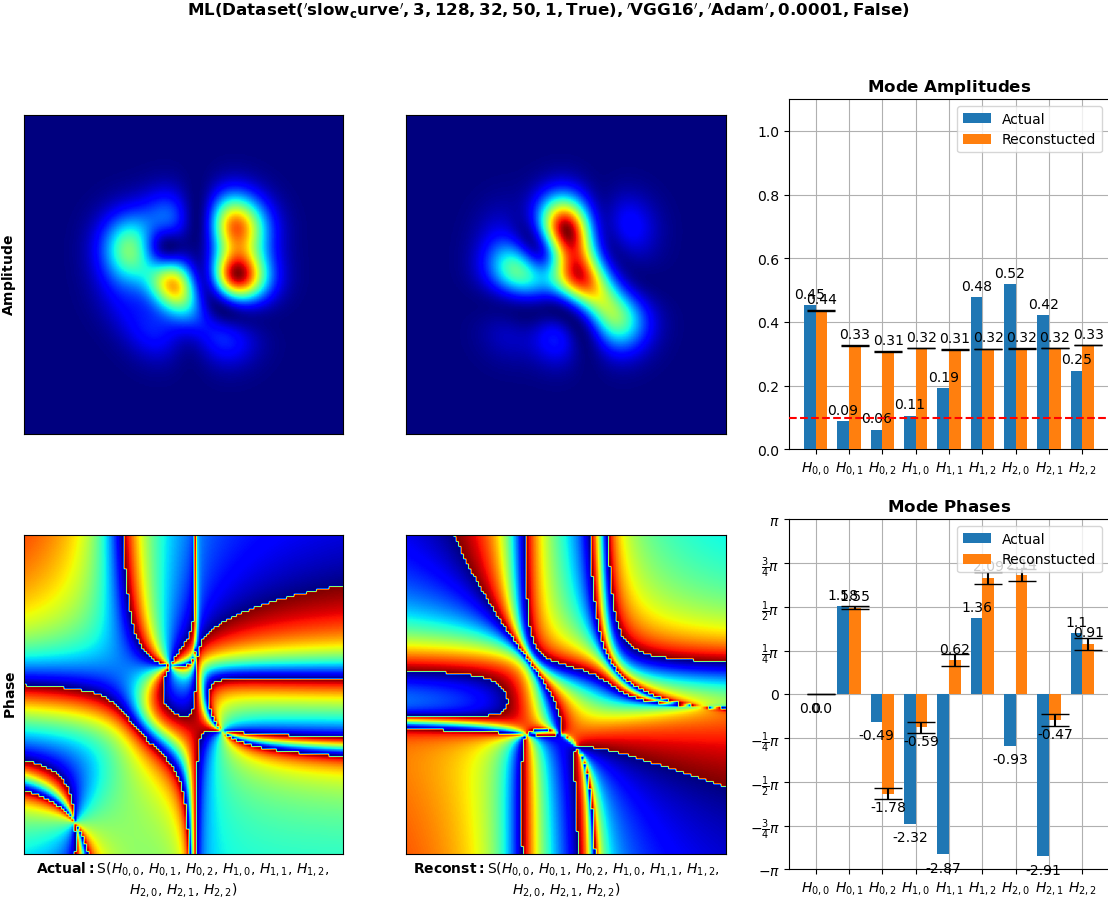 ML(Dataset('slow_curve', 3, 128, 32, 50, 1, True), 'VGG16', 'Adam', 0.0001, False)
Amplitude
Mode Amplitudes
Actual
Reconstucted
1.0
0.8
0.6
0.4
0.2
0.0
0.45
0.44
0.09
0.33
0.06
0.31
0.11
0.32
0.19
0.31
0.48
0.32
0.52
0.32
0.42
0.32
0.25
0.33
H0,0 H0,1 H0,2 H1,0 H1,1 H1,2 H2,0 H2,1 H2,2
Phase
Actual: S(H0,0, H0,1, H0,2, H1,0, H1,1, H1,2,
H2,0, H2,1, H2,2)
Reconst: S(H0,0, H0,1, H0,2, H1,0, H1,1, H1,2,
H2,0, H2,1, H2,2)
Mode Phases
Actual
Reconstucted
π
3/4π
1/2π
1/4π
0
−1/4π
−1/2π
−3/4π
−π
0.0
0.0
1.55
-0.49
-1.78
-2.32
-0.59
-2.87
0.62
1.36
2.09
-0.93
-2.91
-0.47
1.1
0.91
H0,0 H0,1 H0,2 H1,0 H1,1 H1,2 H2,0 H2,1 H2,2